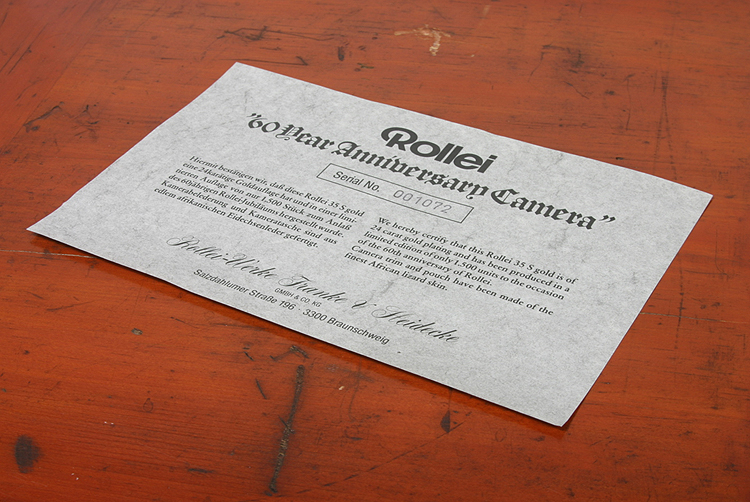 Rollei
"60 Year Anniversary Camera"
Serial No. 001072
Hiermit bestätigen wir, daß diese Rollei 35 S gold
eine 24karätige Goldauflage hat und in einer limi-
tierten Auflage von nur 1.500 Stück zum Anlaß
des 60jährigen Rollei-Jubiläums hergestellt wurde.
Kamerabelederung und Kameratasche sind aus
edlem afrikanischen Eidechsenleder gefertigt.
We hereby certify that this Rollei 35 S gold is of
24 carat gold plating and has been produced in a
limited edition of only 1,500 units to the occasion
of the 60th anniversary of Rollei.
Camera trim and pouch have been made of the
finest African lizard skin.
Rollei-Werke Franke & Heidecke
GMBH & CO. KG
Salzdahlumer Straße 196 · 3300 Braunschweig